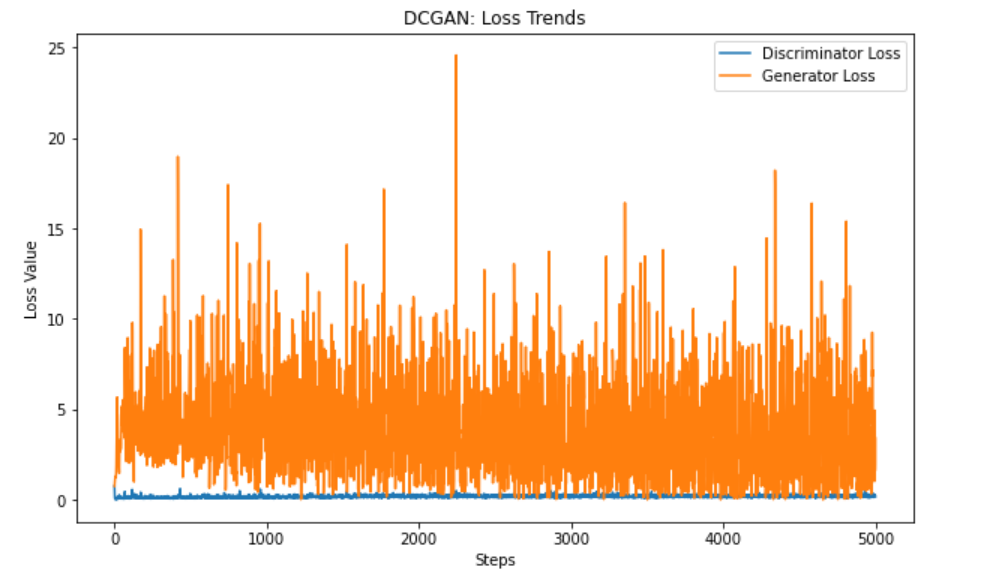 DCGAN: Loss Trends
25
20
15
10
5
0
Loss Value
Discriminator Loss
Generator Loss
0 1000 2000 3000 4000 5000
Steps